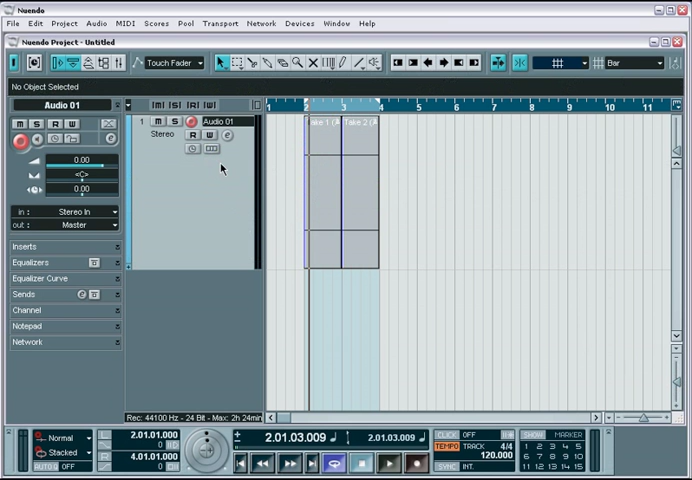 Nuendo
File Edit Project Audio MIDI Scores Pool Transport Network Devices Window Help
Nuendo Project - Untitled
Touch Fader
Bar
No Object Selected
Audio 01
M S R W
0.00
<C>
0.00
in : Stereo In
out : Master
Inserts
Equalizers
Equalizer Curve
Sends
Channel
Notepad
Network
M S R W
1 M S Audio 01
Stereo R W e
1 2 3 4 5 6 7 8 9 10 11
ake 1 (A Take 2 (A
Rec: 44100 Hz - 24 Bit - Max: 2h 24min
Normal
Stacked
AUTO Q OFF
L 2.01.01.000
R 4.01.01.000
2.01.03.009 2.01.03.009
CLICK OFF
TEMPO TRACK 4/4
120.000
SYNC INT.
SHOW MARKER
1 2 3 4 5
6 7 8 9 10
11 12 13 14 15